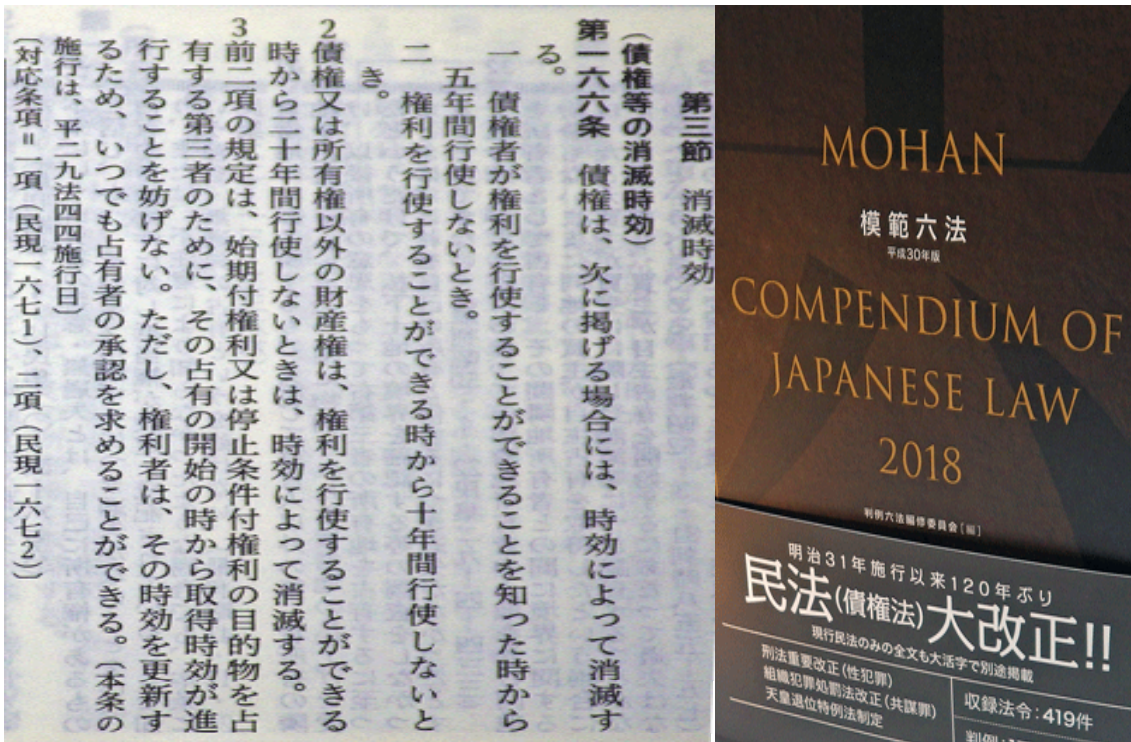 第三節 消滅時効
(債権等の消滅時効)
第一六六条 債権は、次に掲げる場合には、時効によって消滅す
る。
一 債権者が権利を行使することができることを知った時から
五年間行使しないとき。
二 権利を行使することができる時から十年間行使しないと
き。
2 債権又は所有権以外の財産権は、権利を行使することができる
時から二十年間行使しないときは、時効によって消滅する。
3 前二項の規定は、始期付権利又は停止条件付権利の目的物を占
有する第三者のために、その占有の開始の時から取得時効が進
行することを妨げない。ただし、権利者は、その時効を更新す
るため、いつでも占有者の承認を求めることができる。〔本条の
施行は、平二九法四四施行日〕
〔対応条項=一項(民現一六七1)、二項(民現一六七2)〕
MOHAN
模範六法
平成30年版
COMPENDIUM OF
JAPANESE LAW
2018
判例六法編修委員会[編]
明治31年施行以来120年ぶり
民法(債権法)大改正!!
現行民法のみの全文も大活字で別途掲載
刑法重要改正(性犯罪)
組織犯罪処罰法改正(共謀罪)
天皇退位特例法制定
収録法令:419件